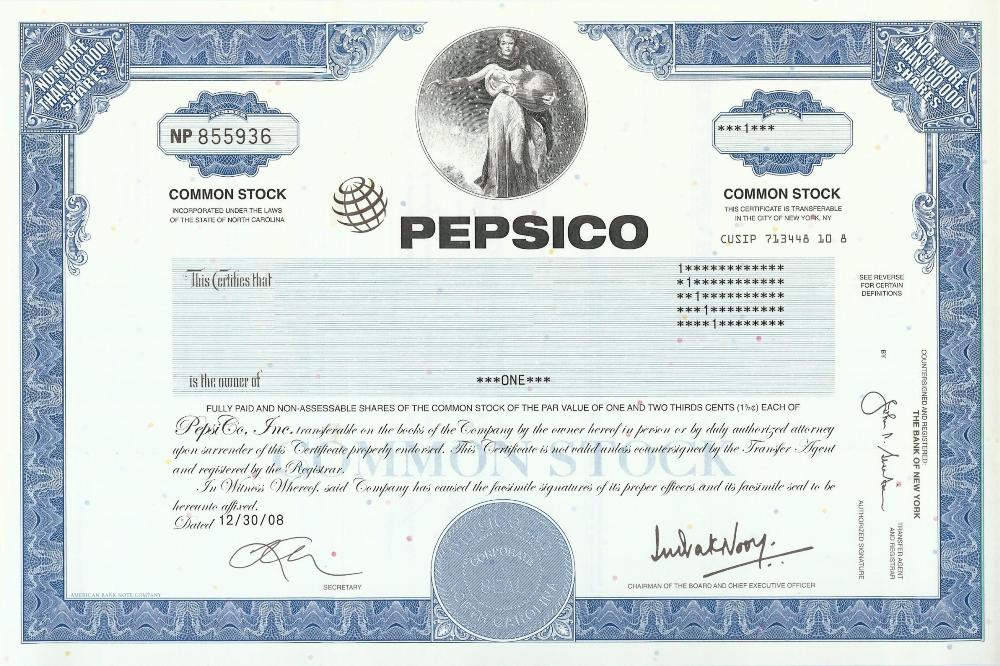 NOT MORE
THAN 100,000
SHARES
NOT MORE
THAN 100,000
SHARES
NP 855936
***1***
COMMON STOCK
INCORPORATED UNDER THE LAWS
OF THE STATE OF NORTH CAROLINA
COMMON STOCK
THIS CERTIFICATE IS TRANSFERABLE
IN THE CITY OF NEW YORK, NY
PEPSICO
CUSIP 713448 10 8
This Certifies that
1************
*1**********
**1*********
***1********
****1*******
SEE REVERSE
FOR CERTAIN
DEFINITIONS
is the owner of
***ONE***
FULLY PAID AND NON-ASSESSABLE SHARES OF THE COMMON STOCK OF THE PAR VALUE OF ONE AND TWO THIRDS CENTS (1⅔¢) EACH OF
PepsiCo, Inc. transferable on the books of the Company by the owner hereof in person or by duly authorized attorney
upon surrender of this Certificate properly endorsed. This Certificate is not valid unless countersigned by the Transfer Agent
and registered by the Registrar.
COMMON STOCK
In Witness Whereof, said Company has caused the facsimile signatures of its proper officers and its facsimile seal to be
hereunto affixed.
Dated 12/30/08
SECRETARY
CORPORATE
CHAIRMAN OF THE BOARD AND CHIEF EXECUTIVE OFFICER
AMERICAN BANK NOTE COMPANY
COUNTERSIGNED AND REGISTERED:
THE BANK OF NEW YORK
TRANSFER AGENT
AND REGISTRAR
BY
AUTHORIZED SIGNATURE